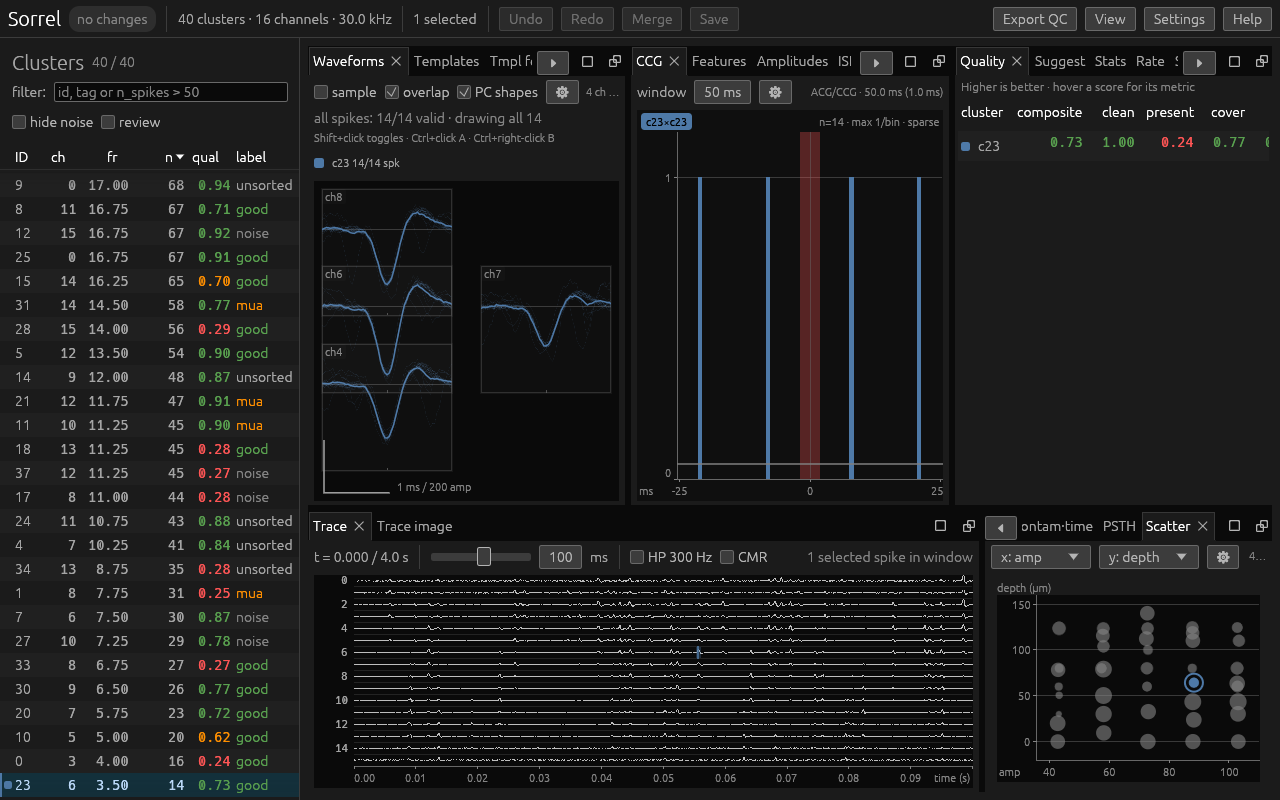 Sorrel no changes 40 clusters · 16 channels · 30.0 kHz 1 selected Undo Redo Merge Save Export QC View Settings Help
Clusters 40 / 40
filter: id, tag or n_spikes > 50
hide noise review
ID ch fr n qual label
9 0 17.00 68 0.94 unsorted
8 11 16.75 67 0.71 good
12 15 16.75 67 0.92 noise
25 0 16.75 67 0.91 good
15 14 16.25 65 0.70 good
31 14 14.50 58 0.77 mua
28 15 14.00 56 0.29 good
5 12 13.50 54 0.90 good
14 9 12.00 48 0.87 unsorted
21 12 11.75 47 0.91 mua
11 10 11.25 45 0.90 mua
18 13 11.25 45 0.28 good
37 12 11.25 45 0.27 noise
17 8 11.00 44 0.28 noise
24 11 10.75 43 0.88 unsorted
4 7 10.25 41 0.84 unsorted
34 13 8.75 35 0.28 unsorted
1 8 7.75 31 0.25 mua
7 6 7.50 30 0.87 noise
27 10 7.25 29 0.78 noise
33 8 6.75 27 0.27 good
30 9 6.50 26 0.77 good
20 7 5.75 23 0.72 good
10 5 5.00 20 0.62 good
0 3 4.00 16 0.24 good
23 6 3.50 14 0.73 good
Waveforms Templates Tmpl f
sample overlap PC shapes 4 ch ...
all spikes: 14/14 valid · drawing all 14
Shift+click toggles · Ctrl+click A · Ctrl+right-click B
c23 14/14 spk
ch8
ch6
ch7
ch4
1 ms / 200 amp
CCG Features Amplitudes ISI
window 50 ms ACG/CCG · 50.0 ms (1.0 ms)
c23×c23 n=14 · max 1/bin · sparse
1
0
ms -25 0 25
Quality Suggest Stats Rate
Higher is better · hover a score for its metric
cluster composite clean present cover
c23 0.73 1.00 0.24 0.77
Trace Trace image
t = 0.000 / 4.0 s 100 ms HP 300 Hz CMR 1 selected spike in window
0
2
4
6
8
10
12
14
0.00 0.01 0.02 0.03 0.04 0.05 0.06 0.07 0.08 0.09 time (s)
ontam·time PSTH Scatter
x: amp y: depth 4...
depth (µm)
150
100
50
0
amp 40 60 80 100